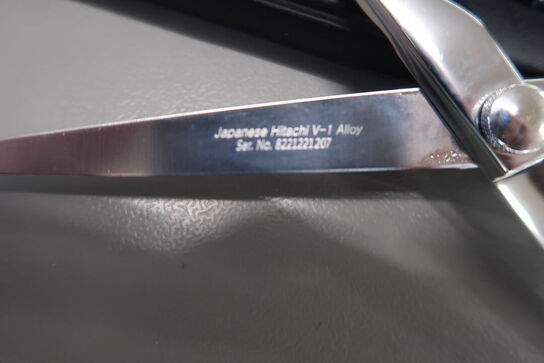 Japanese Hitachi V-1 Alloy
Ser. No. 8221221207